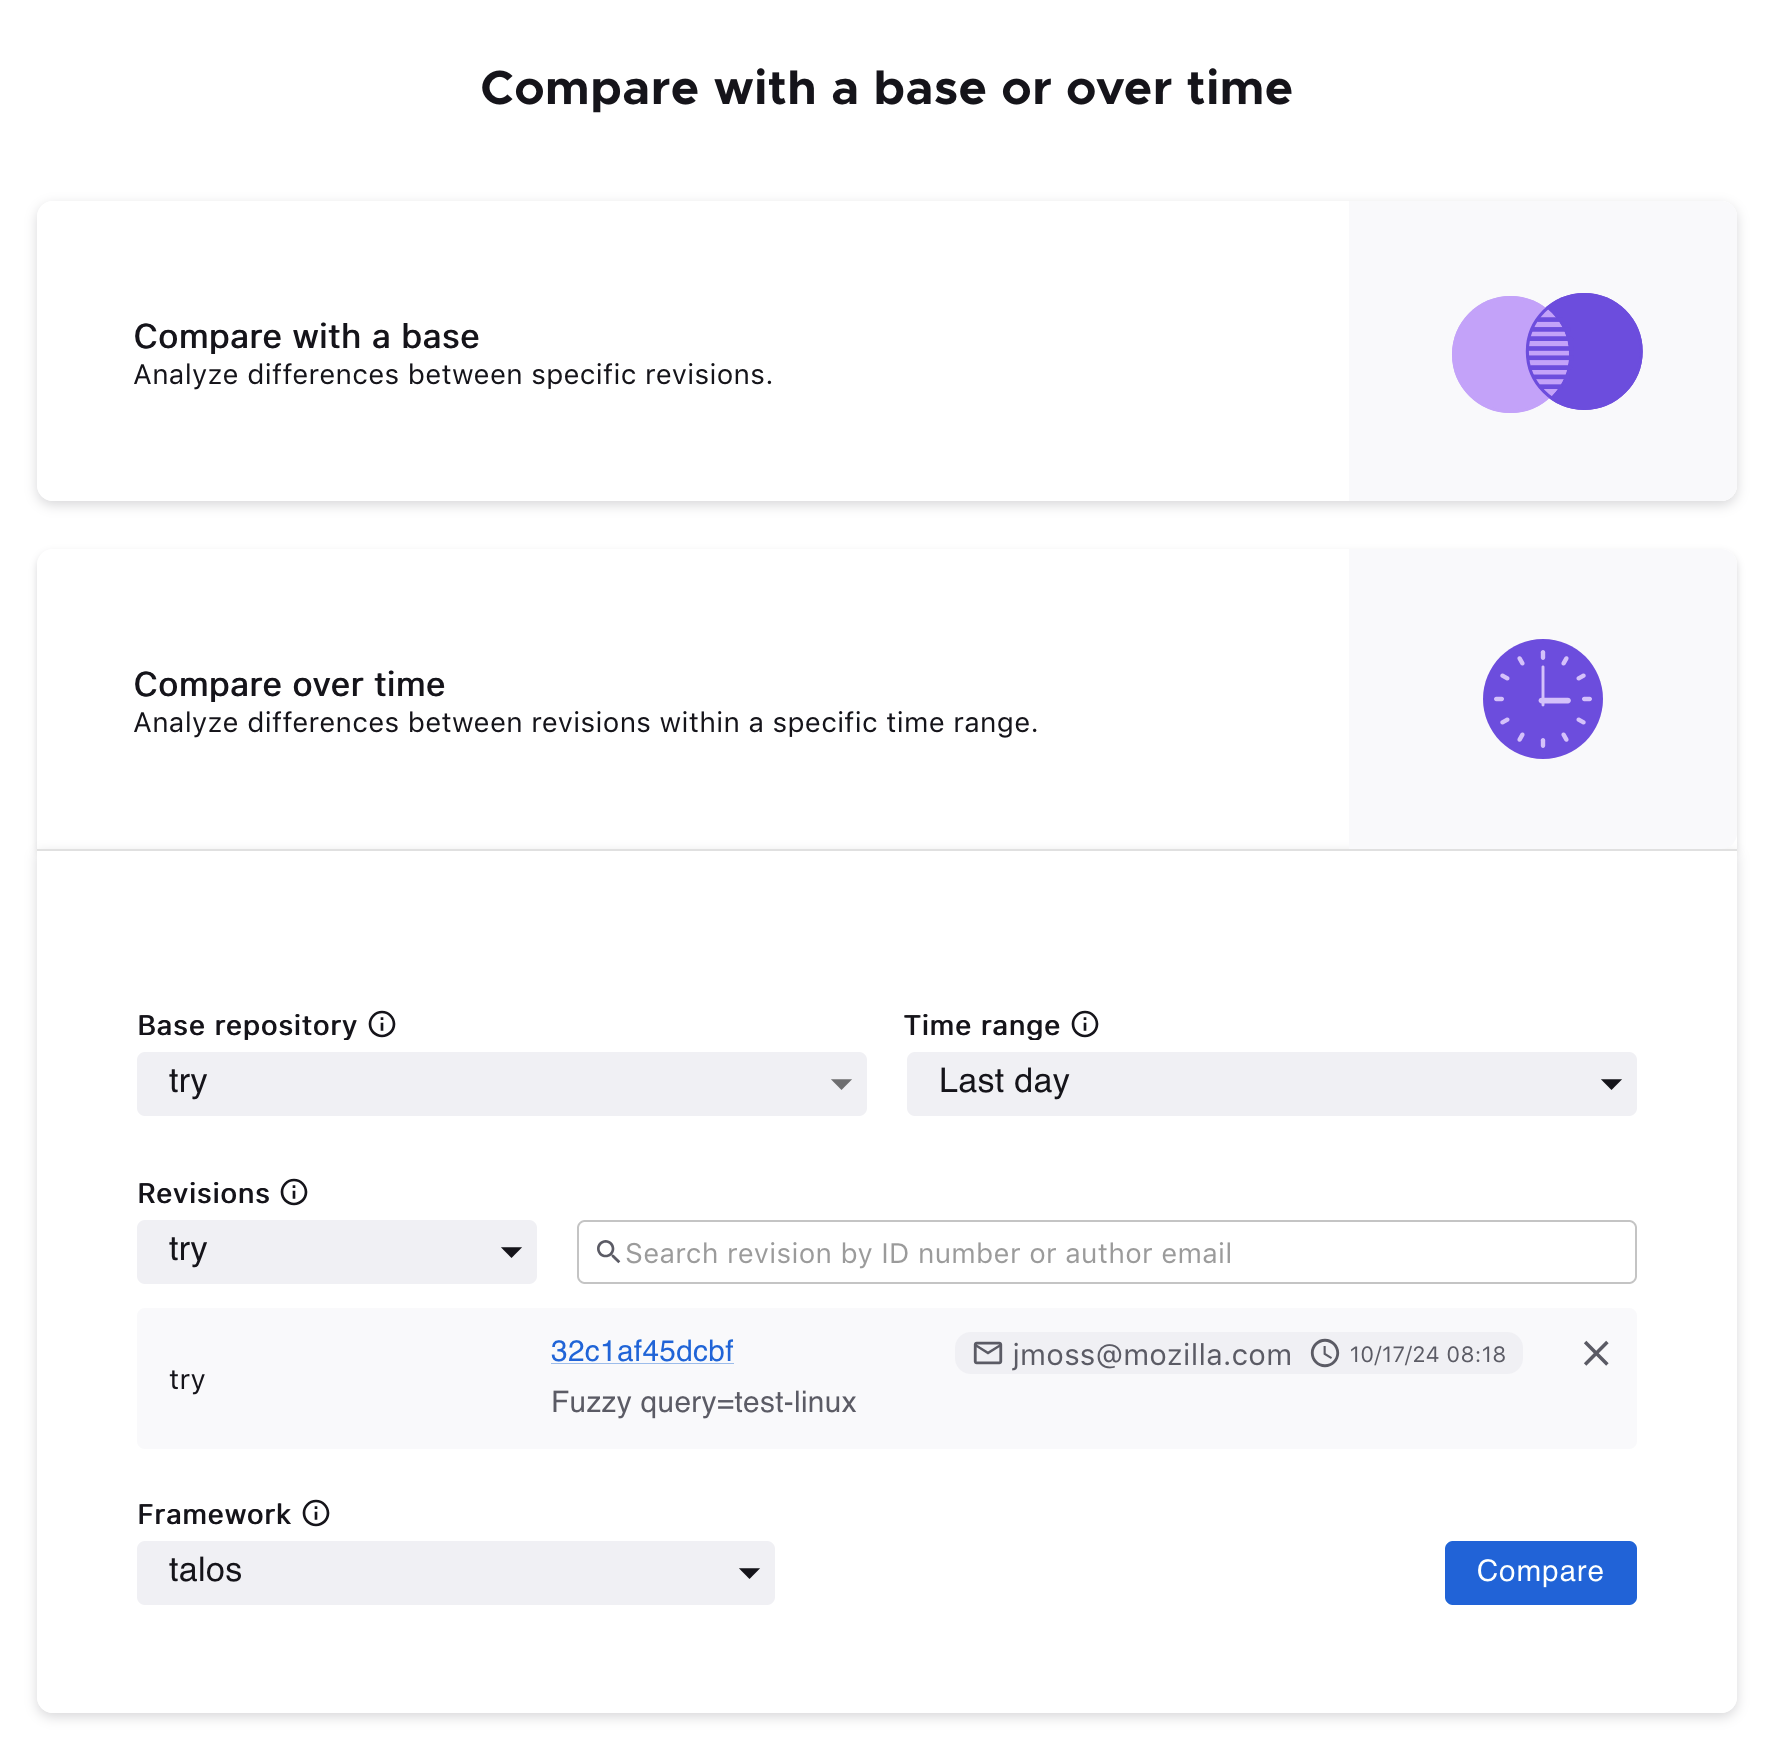 Compare with a base or over time
Compare with a base
Analyze differences between specific revisions.
Compare over time
Analyze differences between revisions within a specific time range.
Base repository
Time range
try
Last day
Revisions
try
Search revision by ID number or author email
try
32c1af45dcbf
jmoss@mozilla.com
10/17/24 08:18
Fuzzy query=test-linux
Framework
talos
Compare